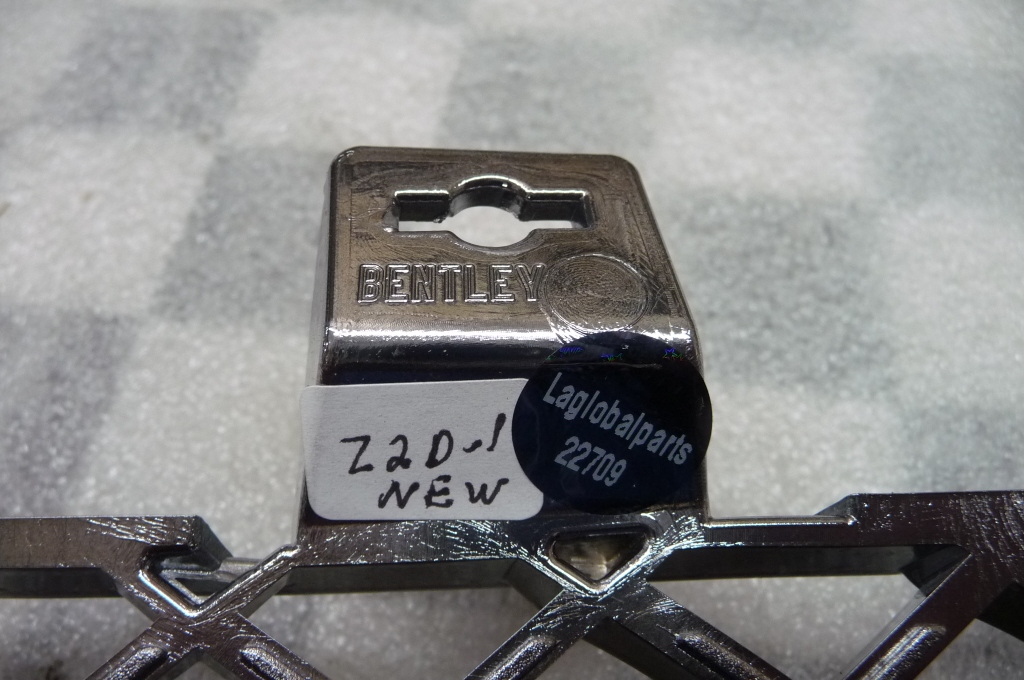 BENTLEY
Laglobalparts
22709
Z2D-1
NEW